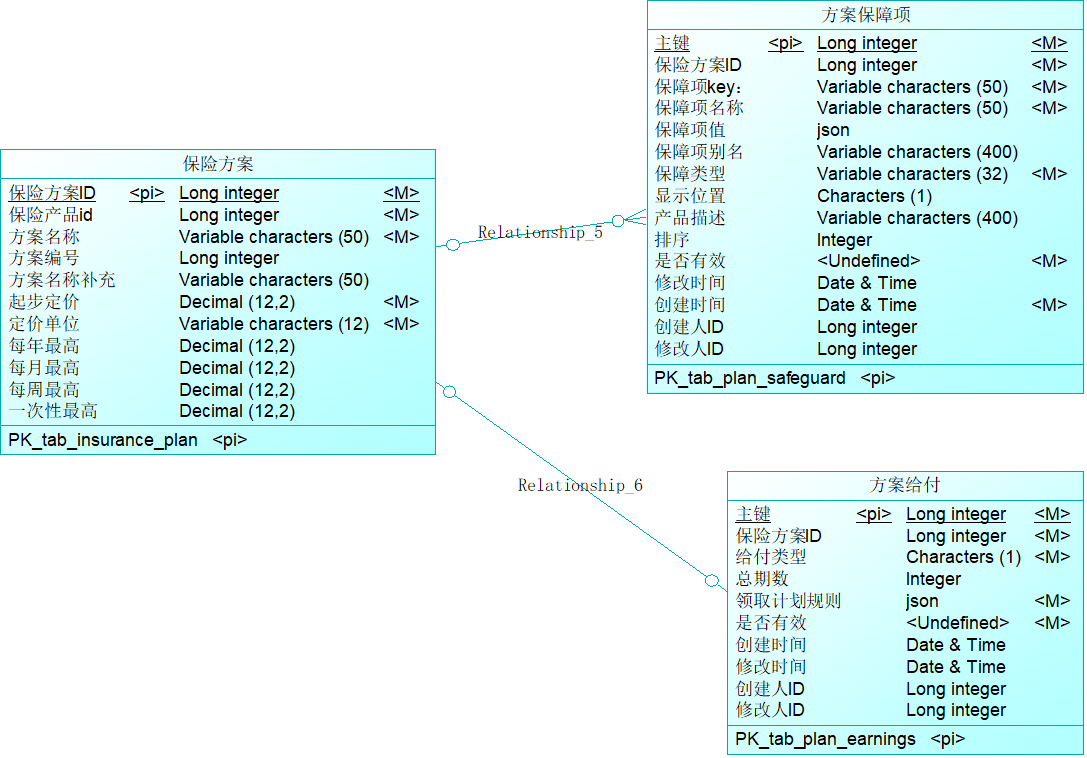 保险方案
保险方案ID <pi> Long integer <M>
保险产品id Long integer <M>
方案名称 Variable characters (50) <M>
方案编号 Long integer
方案名称补充 Variable characters (50)
起步定价 Decimal (12,2) <M>
定价单位 Variable characters (12) <M>
每年最高 Decimal (12,2)
每月最高 Decimal (12,2)
每周最高 Decimal (12,2)
一次性最高 Decimal (12,2)
PK_tab_insurance_plan <pi>
Relationship_5
方案保障项
主键 <pi> Long integer <M>
保险方案ID Long integer <M>
保障项key： Variable characters (50) <M>
保障项名称 Variable characters (50) <M>
保障项值 json
保障项别名 Variable characters (400)
保障类型 Variable characters (32) <M>
显示位置 Characters (1)
产品描述 Variable characters (400)
排序 Integer
是否有效 <Undefined> <M>
修改时间 Date & Time
创建时间 Date & Time <M>
创建人ID Long integer
修改人ID Long integer
PK_tab_plan_safeguard <pi>
Relationship_6
方案给付
主键 <pi> Long integer <M>
保险方案ID Long integer <M>
给付类型 Characters (1) <M>
总期数 Integer
领取计划规则 json <M>
是否有效 <Undefined> <M>
创建时间 Date & Time
修改时间 Date & Time
创建人ID Long integer
修改人ID Long integer
PK_tab_plan_earnings <pi>